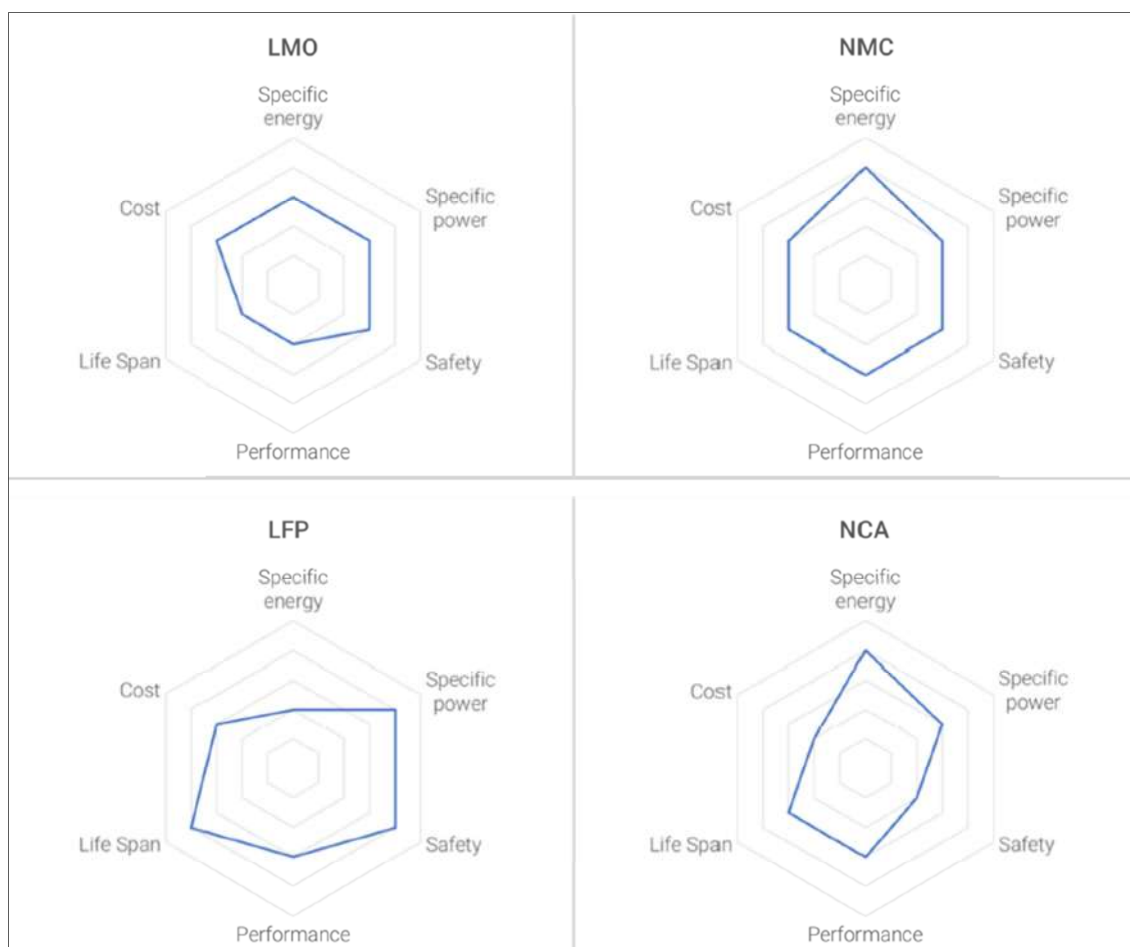 LMO
Specific
energy
Cost
Specific
power
Life Span
Safety
Performance
NMC
Specific
energy
Cost
Specific
power
Life Span
Safety
Performance
LFP
Specific
energy
Cost
Specific
power
Life Span
Safety
Performance
NCA
Specific
energy
Cost
Specific
power
Life Span
Safety
Performance